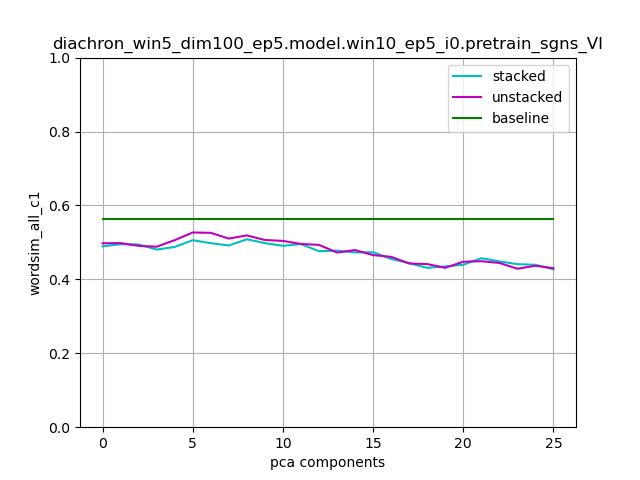 diachron_win5_dim100_ep5.model.win10_ep5_i0.pretrain_sgns_VI
1.0
0.8
0.6
0.4
0.2
0.0
wordsim_all_c1
stacked
unstacked
baseline
0 5 10 15 20 25
pca components